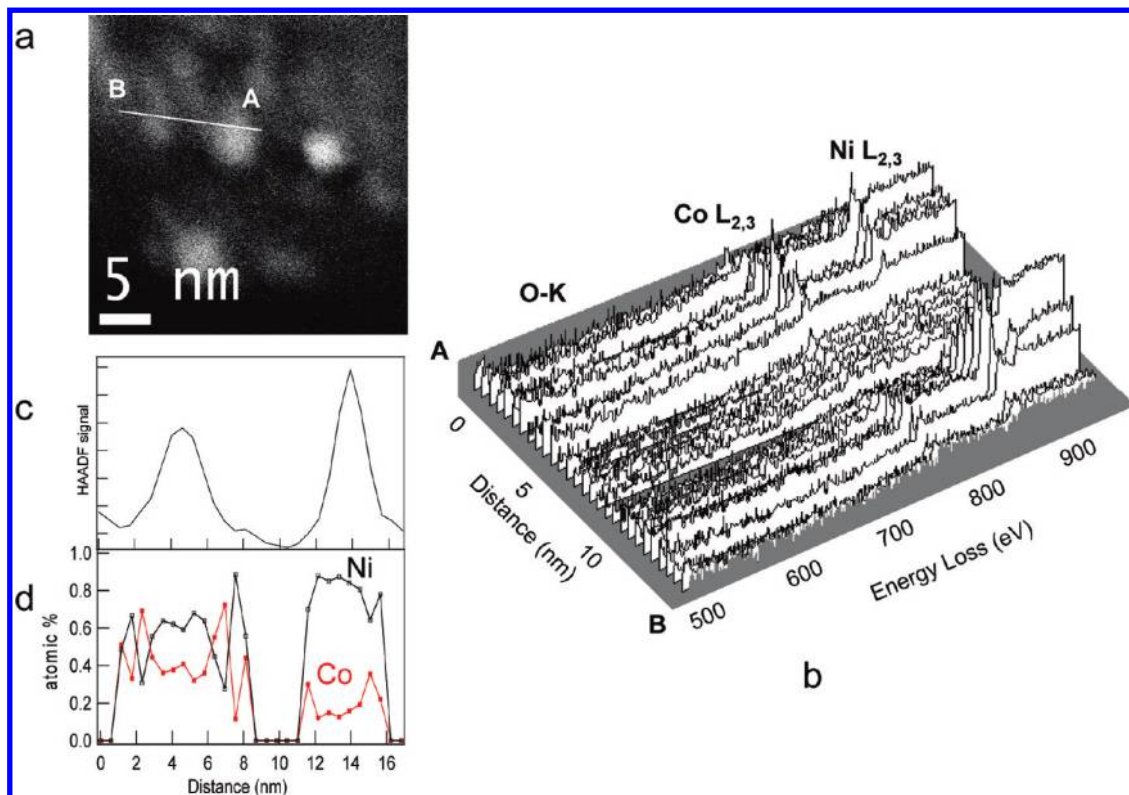 a
B
A
5 nm
c
HAADF signal
d
atomic %
1.0
0.8
0.6
0.4
0.2
0.0
Ni
Co
0 2 4 6 8 10 12 14 16
Distance (nm)
Ni L2,3
Co L2,3
O-K
A
0
5
10
Distance (nm)
B
500
600
700
800
900
Energy Loss (eV)
b